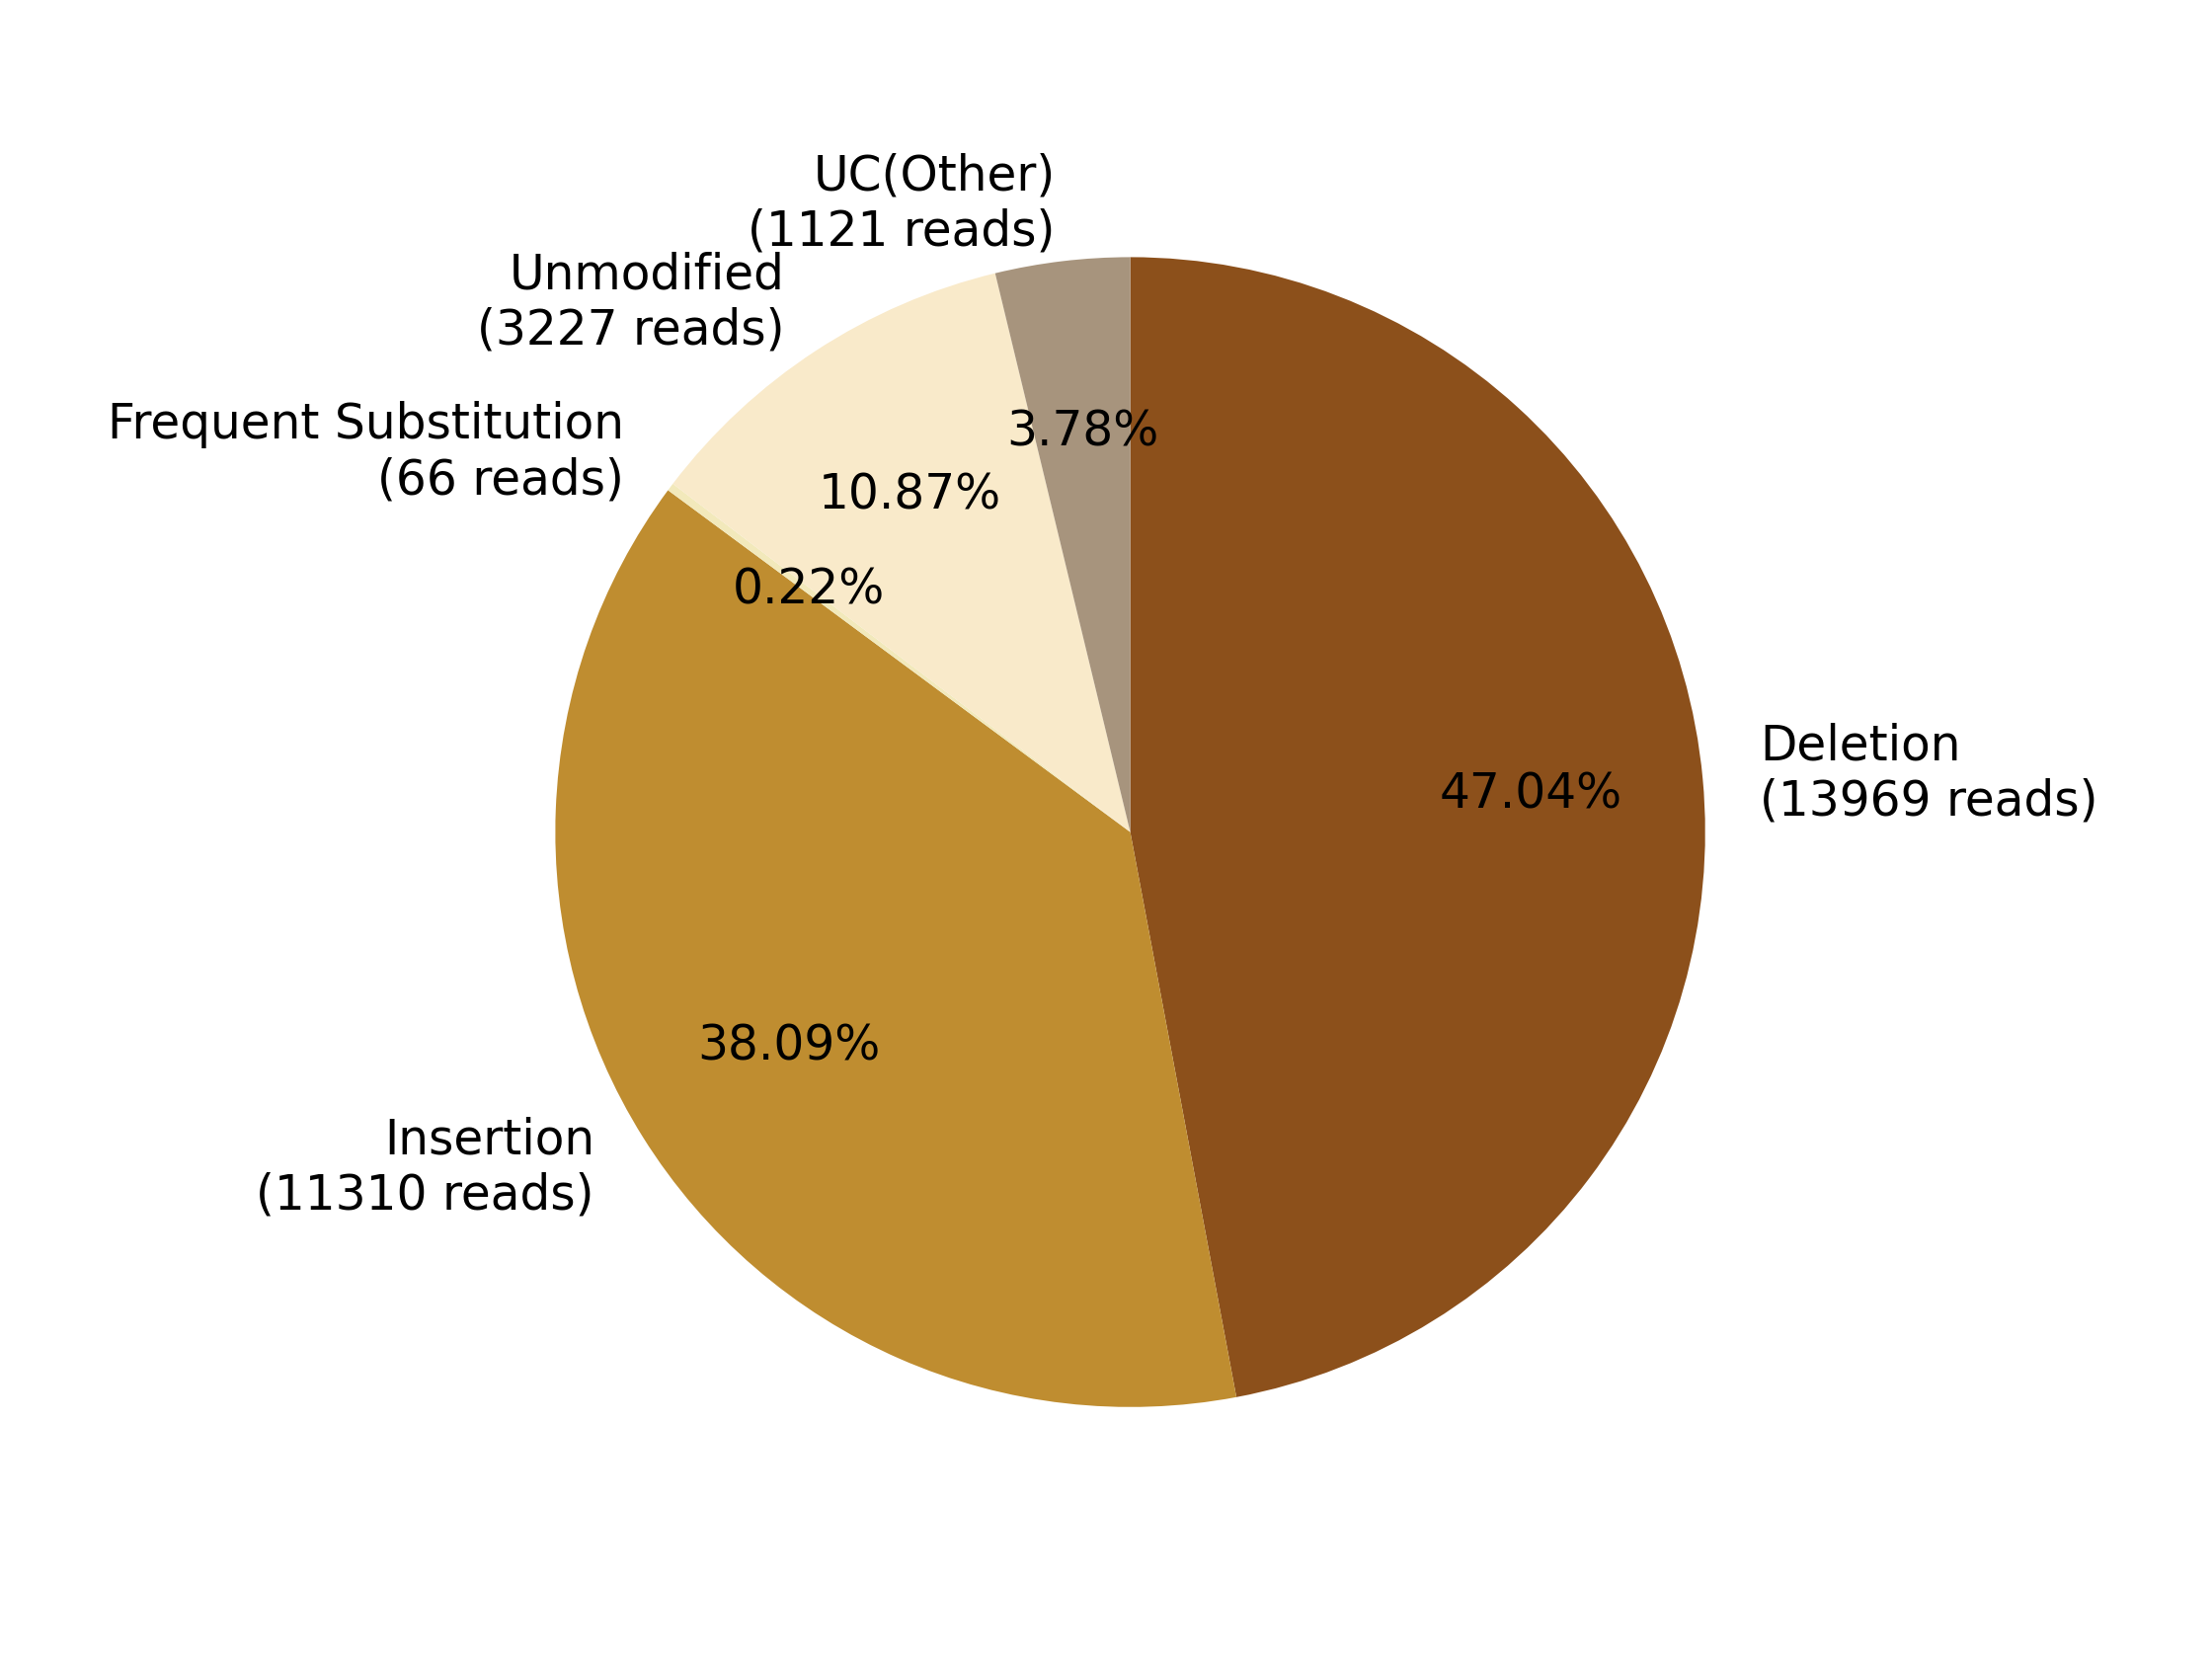 UC(Other)
(1121 reads)
Unmodified
(3227 reads)
Frequent Substitution
(66 reads)
3.78%
10.87%
0.22%
Deletion
(13969 reads)
47.04%
38.09%
Insertion
(11310 reads)